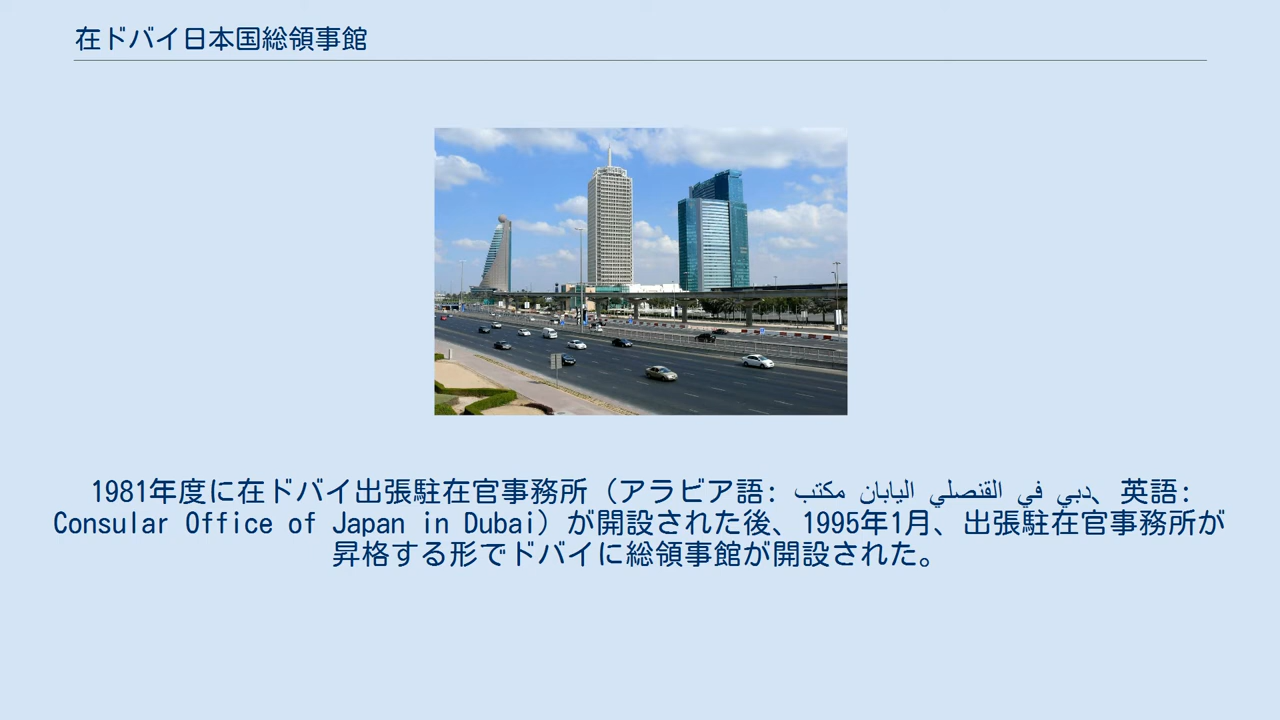 在ドバイ日本国総領事館
1981年度に在ドバイ出張駐在官事務所（アラビア語: مكتب اليابان القنصلي في دبي、英語:
Consular Office of Japan in Dubai）が開設された後、1995年1月、出張駐在官事務所が
昇格する形でドバイに総領事館が開設された。